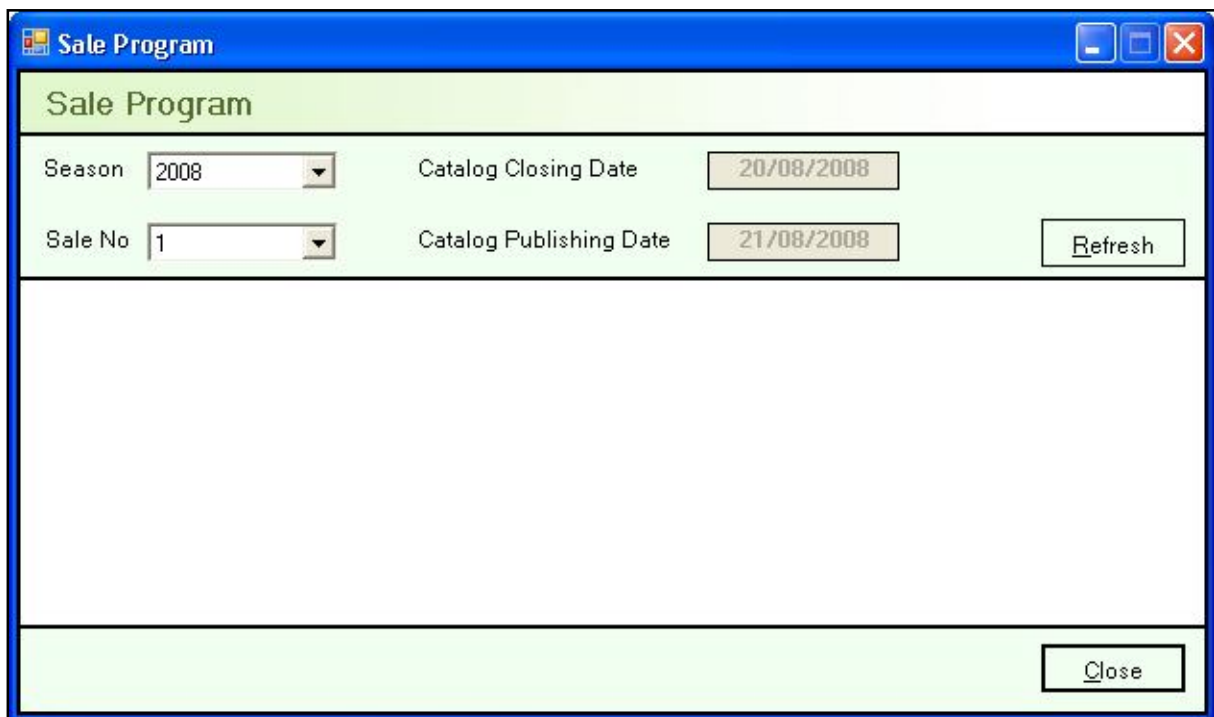 Sale Program
Sale Program
Season 2008 Catalog Closing Date 20/08/2008
Sale No 1 Catalog Publishing Date 21/08/2008 Refresh
Close